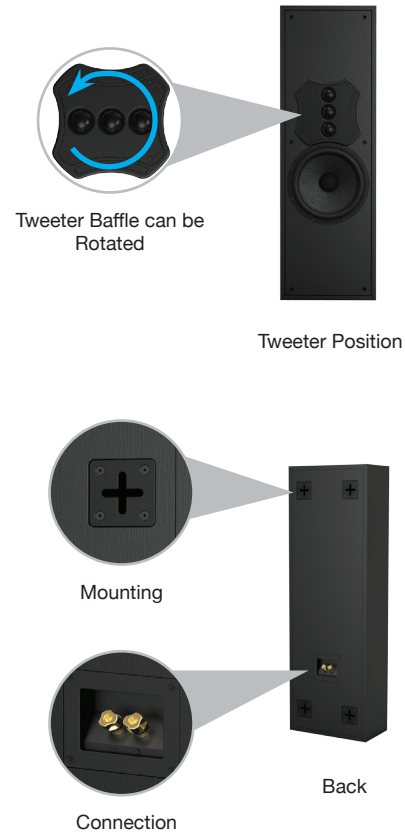 Tweeter Baffle can be
Rotated
Tweeter Position
Mounting
Back
Connection